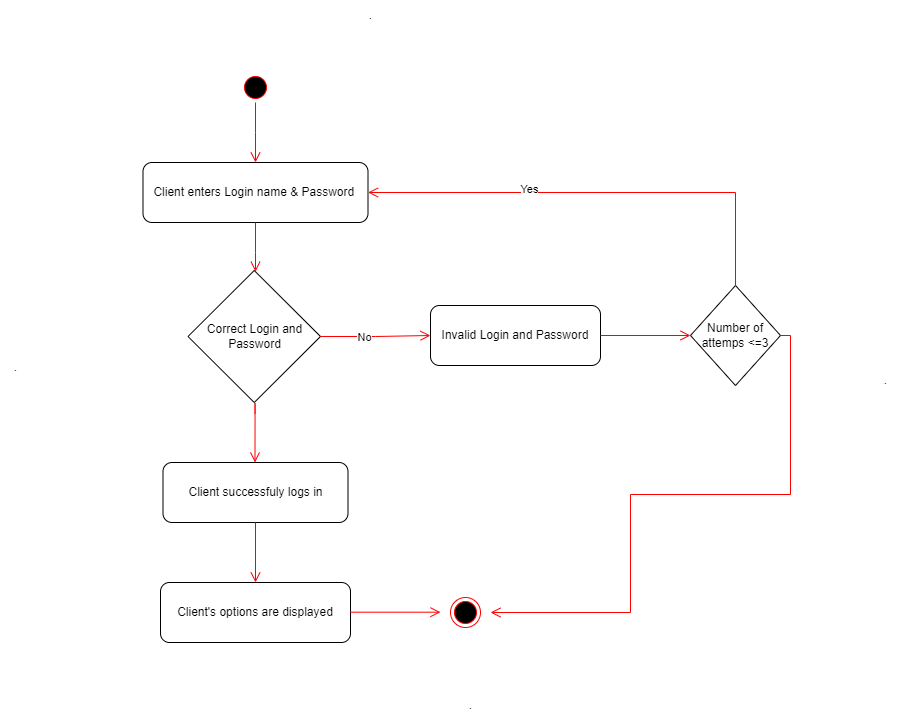 Client enters Login name & Password
Yes
Correct Login and
Password
No
Invalid Login and Password
Number of
attemps <=3
Client successfuly logs in
Client's options are displayed